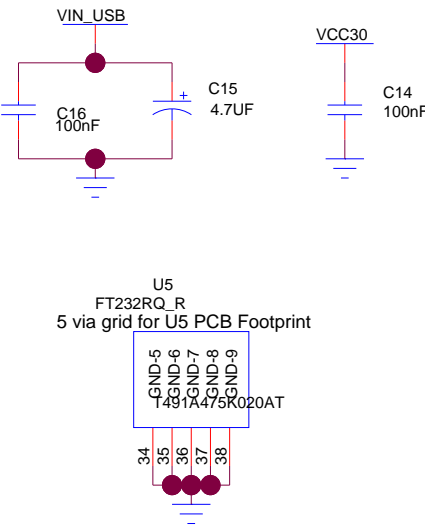 VIN_USB
VCC30
C16
100nF
C15
4.7UF
+
C14
100nF
U5
FT232RQ_R
5 via grid for U5 PCB Footprint
GND-5
GND-6
GND-7
GND-8
GND-9
T491A475K020AT
34
35
36
37
38